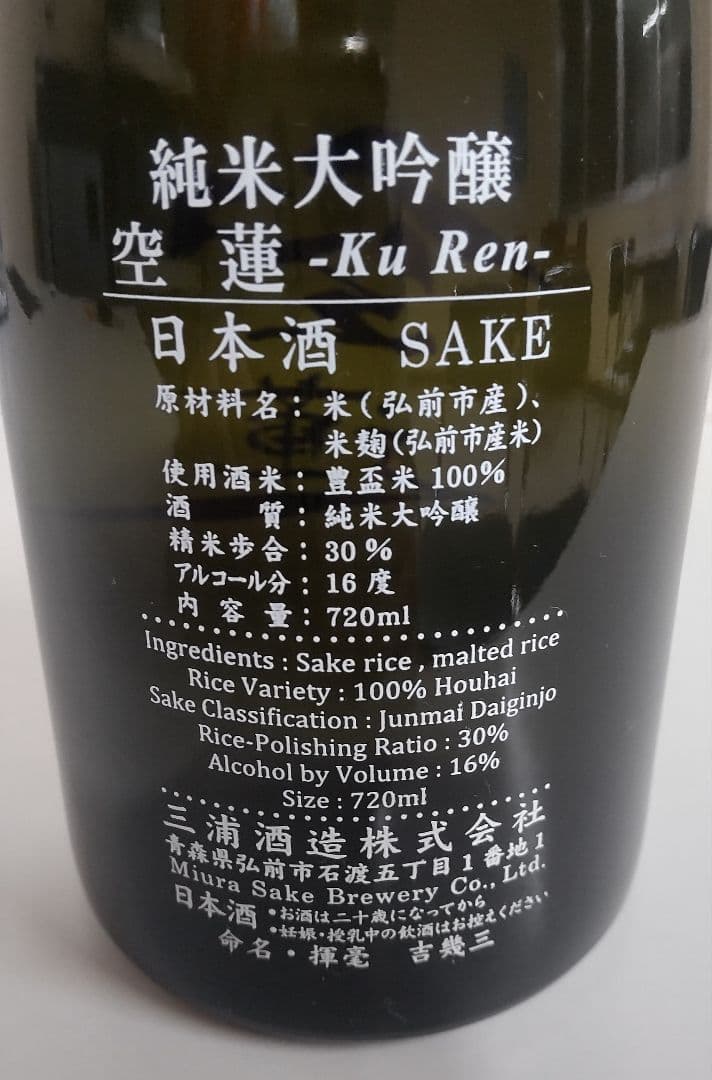 純米大吟醸
空 蓮 -Ku Ren-
日本酒 SAKE
原材料名：米（弘前市産）、
米麹（弘前市産米）
使用酒米：豊盃米 100%
酒　　質：純米大吟醸
精米歩合：30%
アルコール分：16度
内 容 量：720ml
Ingredients : Sake rice , malted rice
Rice Variety : 100% Houhai
Sake Classification : Junmai Daiginjo
Rice-Polishing Ratio : 30%
Alcohol by Volume : 16%
Size : 720ml
三浦酒造株式会社
青森県弘前市石渡五丁目1番地1
Miura Sake Brewery Co., Ltd.
日本酒 •お酒は二十歳になってから
•妊娠・授乳中の飲酒はお控えください
命名・揮毫 吉幾三